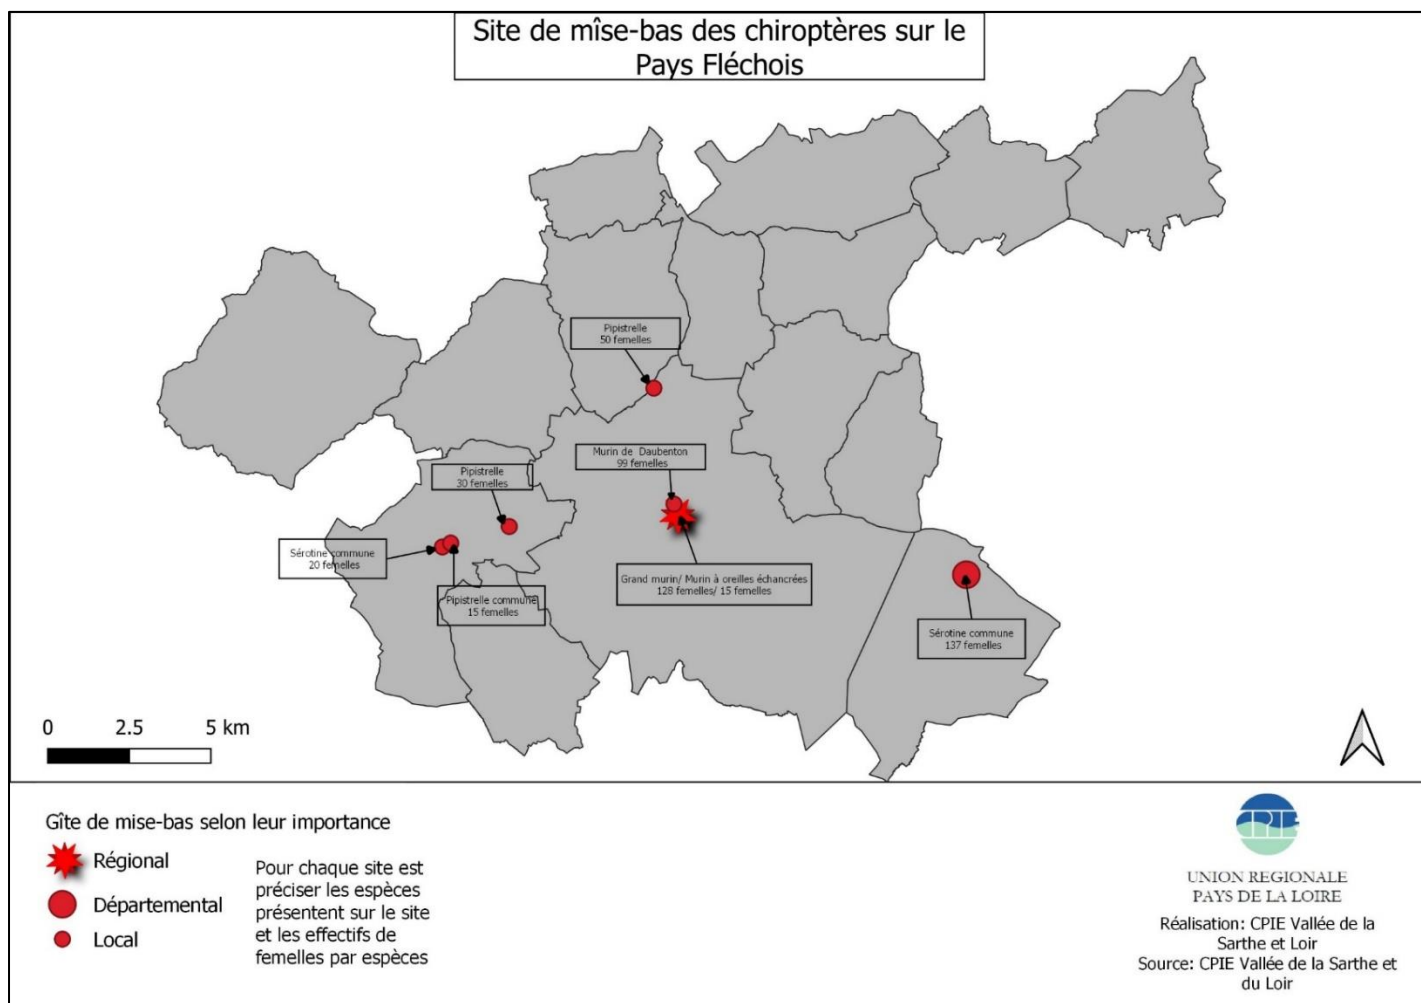 Site de mîse-bas des chiroptères sur le
Pays Fléchois
Pipistrelle
50 femelles
Murin de Daubenton
99 femelles
Pipistrelle
30 femelles
Sérotine commune
20 femelles
Pipistrelle commune
15 femelles
Grand murin/ Murin à oreilles échancrées
128 femelles/ 15 femelles
Sérotine commune
137 femelles
0 2.5 5 km
Gîte de mise-bas selon leur importance
Régional
Départemental
Local
Pour chaque site est
préciser les espèces
présentent sur le site
et les effectifs de
femelles par espèces
CPIE
UNION REGIONALE
PAYS DE LA LOIRE
Réalisation: CPIE Vallée de la
Sarthe et Loir
Source: CPIE Vallée de la Sarthe et
du Loir